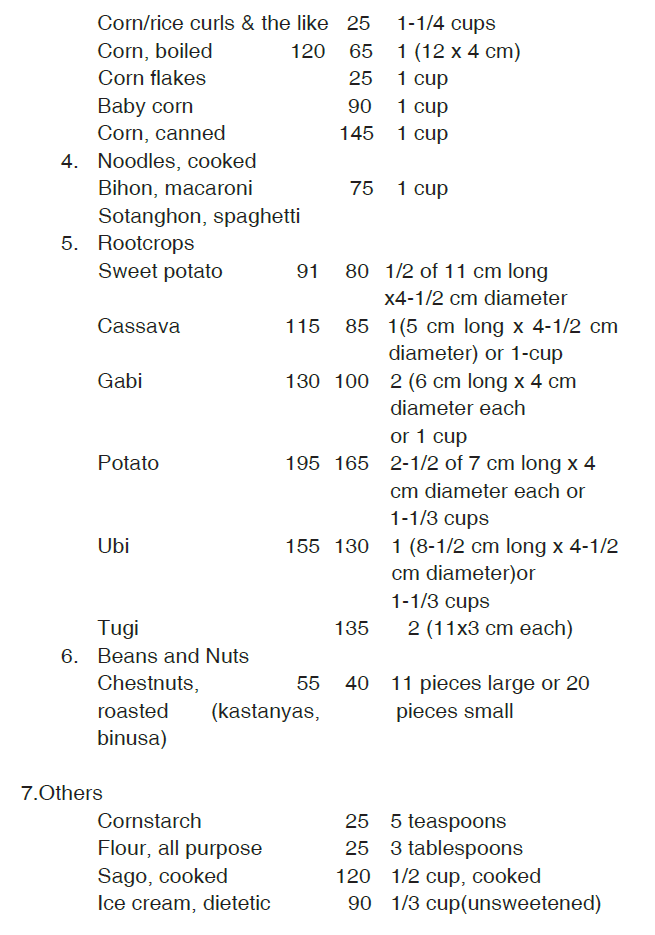 Corn/rice curls & the like 25 1-1/4 cups
Corn, boiled 120 65 1 (12 x 4 cm)
Corn flakes 25 1 cup
Baby corn 90 1 cup
Corn, canned 145 1 cup
4. Noodles, cooked
Bihon, macaroni 75 1 cup
Sotanghon, spaghetti
5. Rootcrops
Sweet potato 91 80 1/2 of 11 cm long
x4-1/2 cm diameter
Cassava 115 85 1(5 cm long x 4-1/2 cm
diameter) or 1-cup
Gabi 130 100 2 (6 cm long x 4 cm
diameter each
or 1 cup
Potato 195 165 2-1/2 of 7 cm long x 4
cm diameter each or
1-1/3 cups
Ubi 155 130 1 (8-1/2 cm long x 4-1/2
cm diameter)or
1-1/3 cups
Tugi 135 2 (11x3 cm each)
6. Beans and Nuts
Chestnuts, 55 40 11 pieces large or 20
roasted (kastanyas, pieces small
binusa)
7.Others
Cornstarch 25 5 teaspoons
Flour, all purpose 25 3 tablespoons
Sago, cooked 120 1/2 cup, cooked
Ice cream, dietetic 90 1/3 cup(unsweetened)